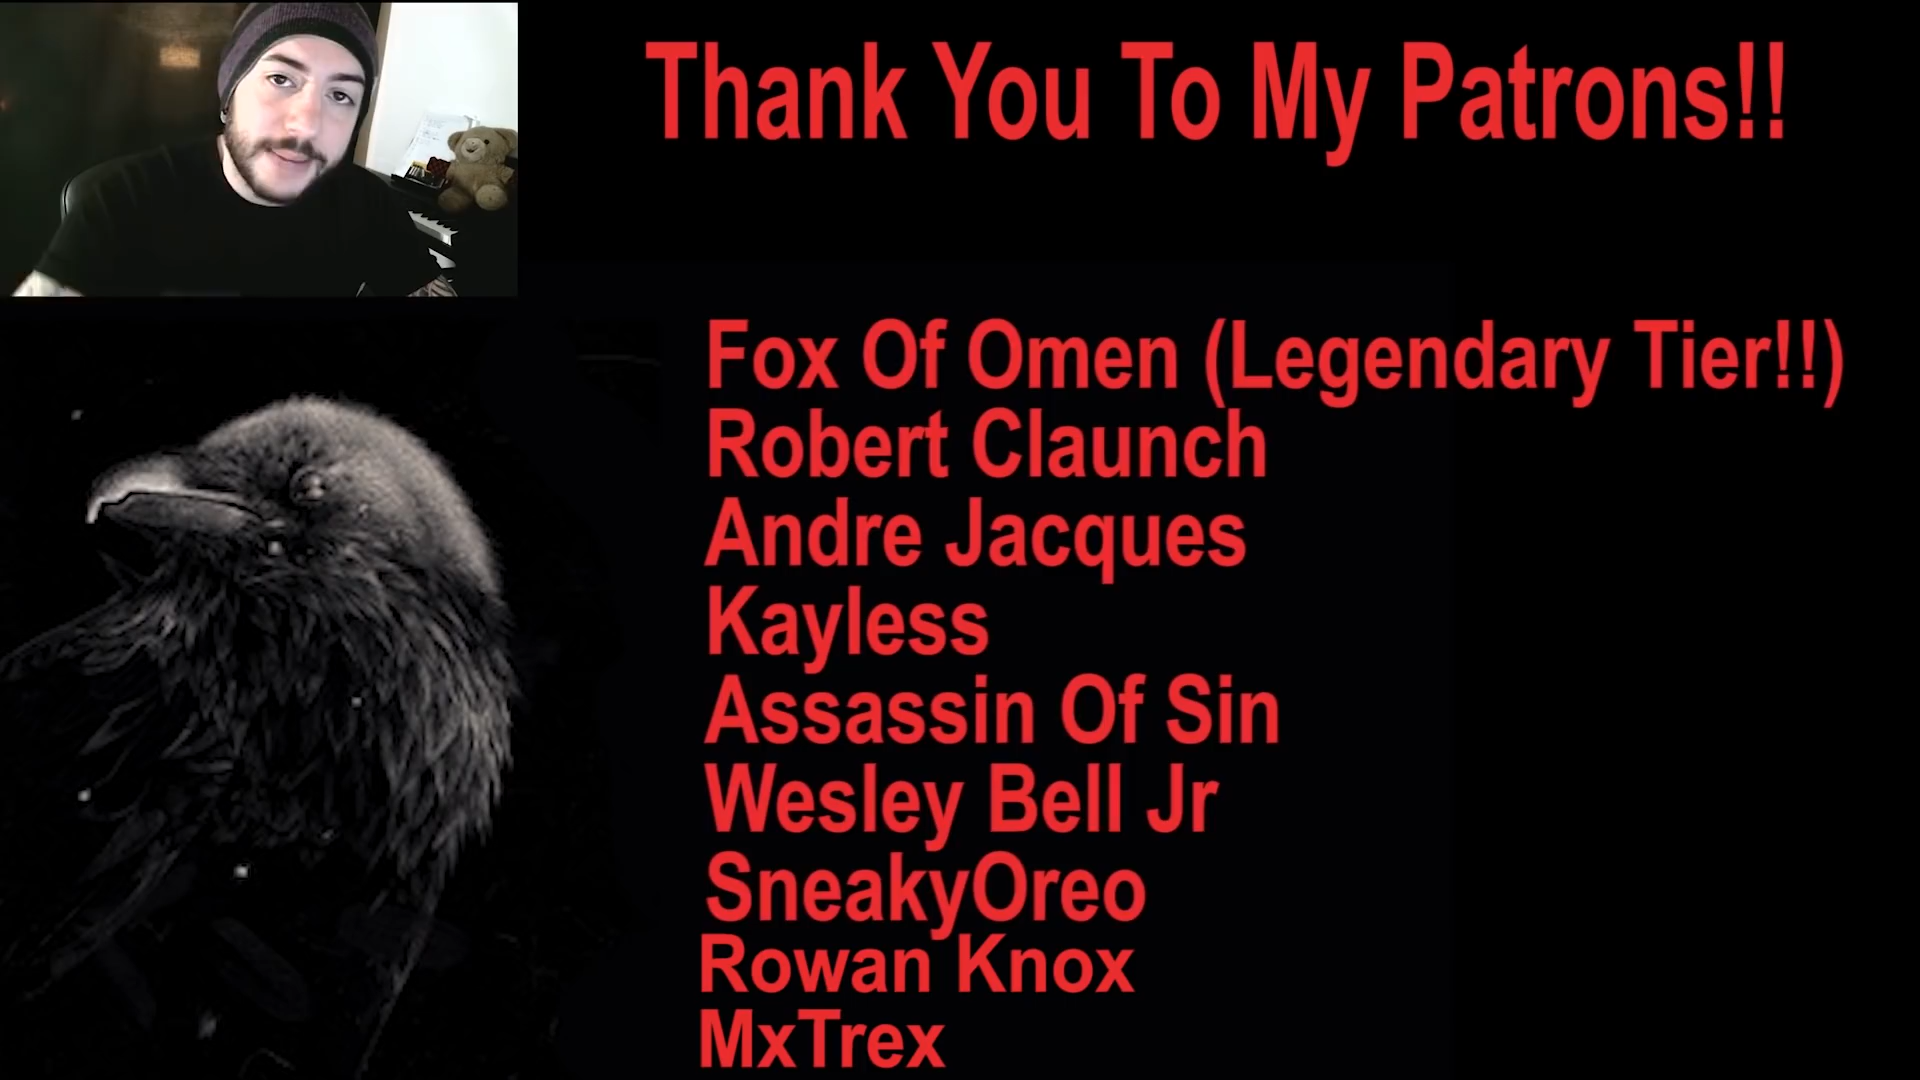 Thank You To My Patrons!!
Fox Of Omen (Legendary Tier!!)
Robert Claunch
Andre Jacques
Kayless
Assassin Of Sin
Wesley Bell Jr
SneakyOreo
Rowan Knox
MxTrex